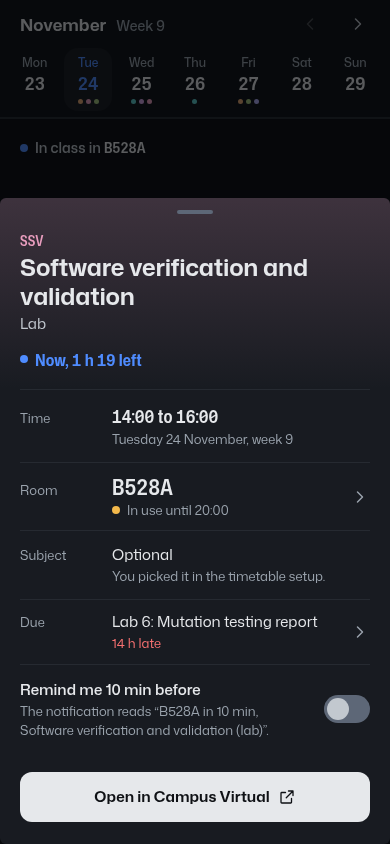 November Week 9
Mon Tue Wed Thu Fri Sat Sun
23 24 25 26 27 28 29
In class in B528A
SSV
Software verification and
validation
Lab
Now, 1 h 19 left
Time 14:00 to 16:00
Tuesday 24 November, week 9
Room B528A
In use until 20:00
Subject Optional
You picked it in the timetable setup.
Due Lab 6: Mutation testing report
14 h late
Remind me 10 min before
The notification reads “B528A in 10 min,
Software verification and validation (lab)”.
Open in Campus Virtual